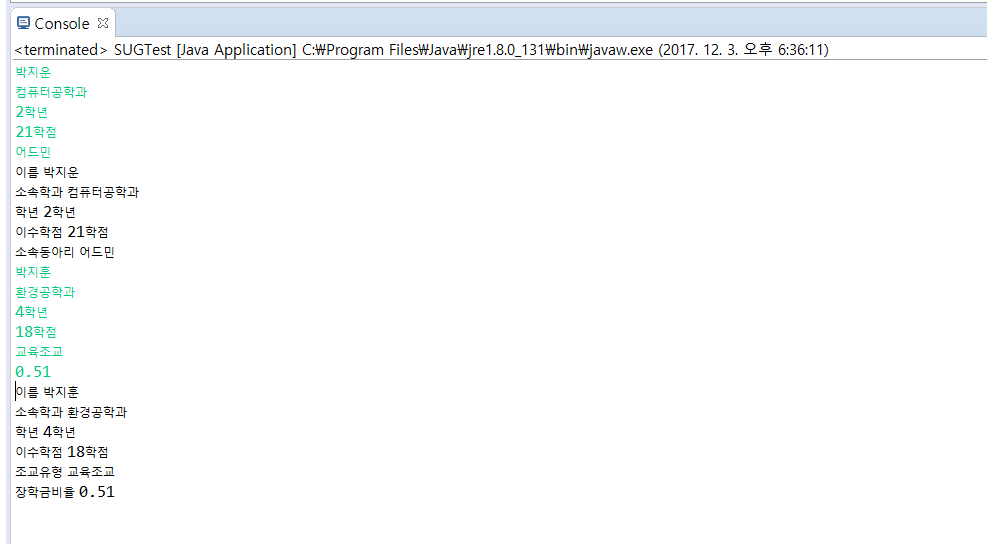 Console
<terminated> SUGTest [Java Application] C:₩Program Files₩Java₩jre1.8.0_131₩bin₩javaw.exe (2017. 12. 3. 오후 6:36:11)
박지운
컴퓨터공학과
2학년
21학점
어드민
이름 박지운
소속학과 컴퓨터공학과
학년 2학년
이수학점 21학점
소속동아리 어드민
박지훈
환경공학과
4학년
18학점
교육조교
0.51
이름 박지훈
소속학과 환경공학과
학년 4학년
이수학점 18학점
조교유형 교육조교
장학금비율 0.51